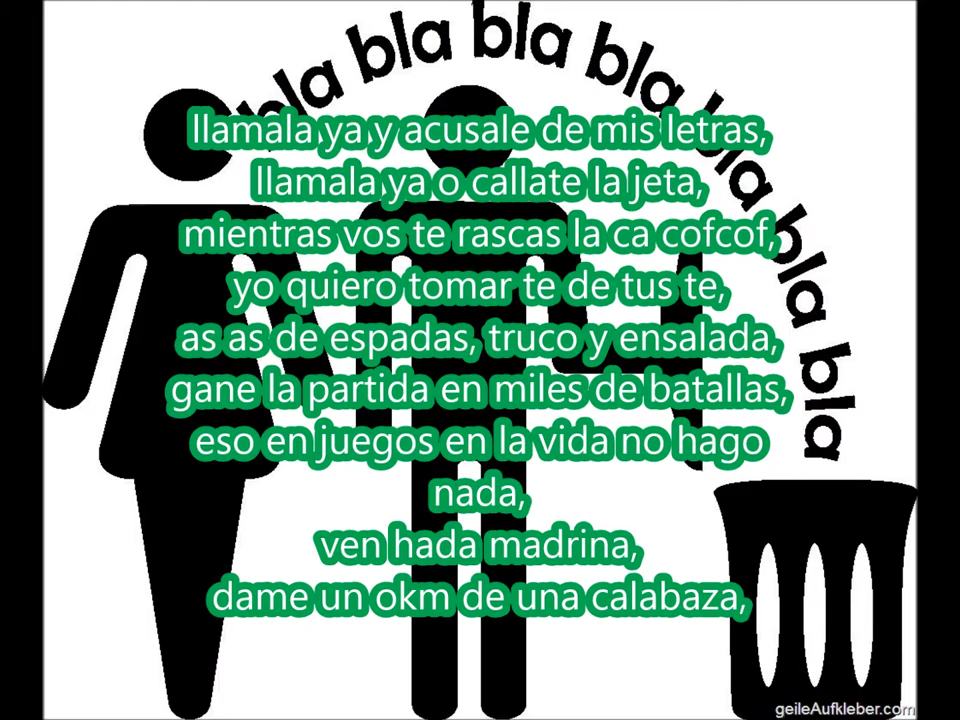 bla bla bla bla bla bla bla bla
llamala ya y acusale de mis letras,
llamala ya o callate la jeta,
mientras vos te rascas la ca cofcof,
yo quiero tomar te de tus te,
as as de espadas, truco y ensalada,
gane la partida en miles de batallas,
eso en juegos en la vida no hago
nada,
ven hada madrina,
dame un okm de una calabaza,
geileAufkleber.com